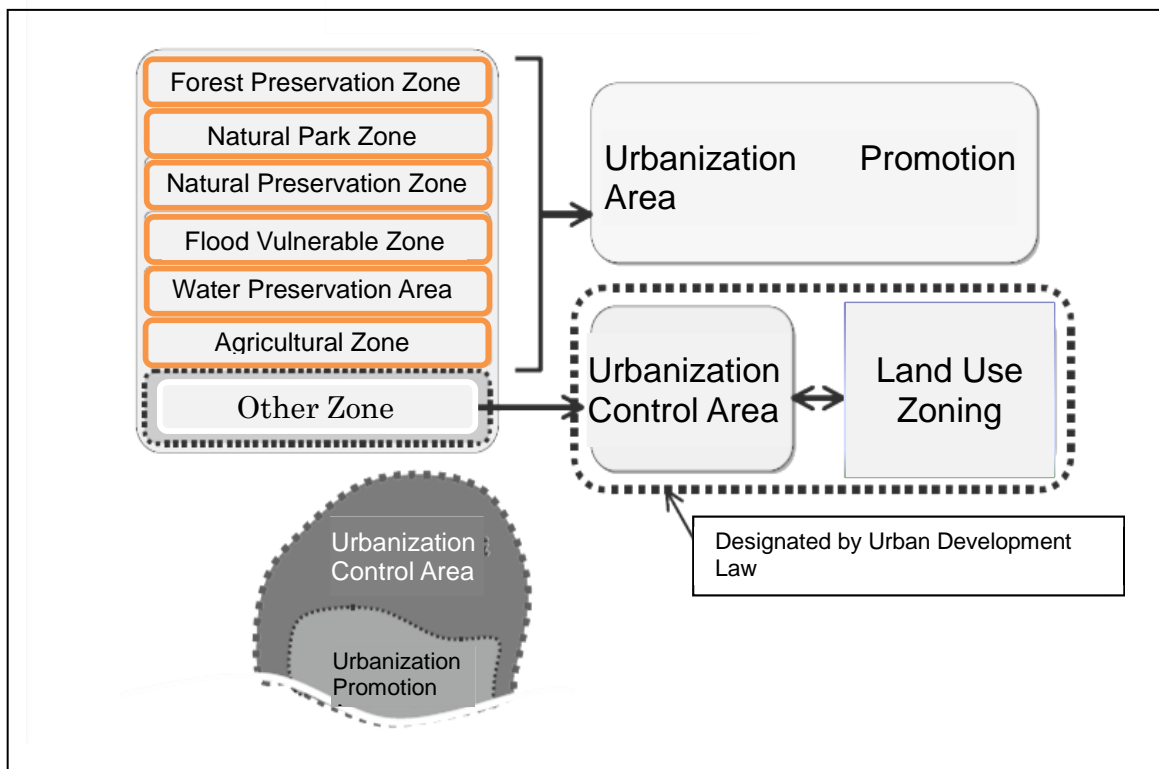 Forest Preservation Zone
Natural Park Zone
Natural Preservation Zone
Flood Vulnerable Zone
Water Preservation Area
Agricultural Zone
Other Zone
Urbanization Promotion
Area
Urbanization
Control Area
Land Use
Zoning
Designated by Urban Development
Law
Urbanization
Control Area
Urbanization
Promotion